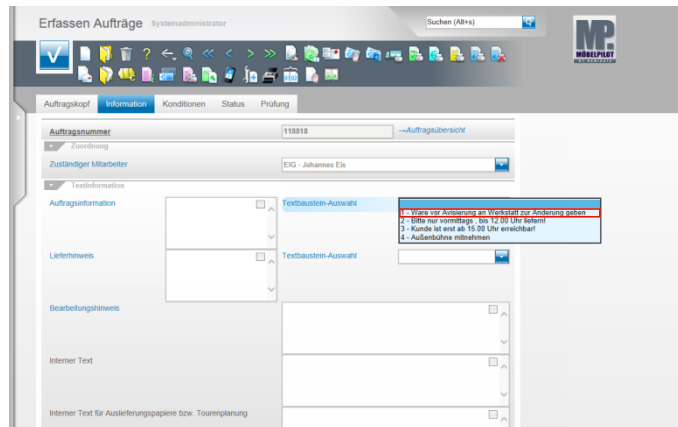 Erfassen Aufträge Systemadministrator
Suchen (Alt+s)
MP
MÖBELPILOT
Auftragskopf Information Konditionen Status Prüfung
Auftragsnummer 118818 →Auftragsübersicht
Zuordnung
Zuständiger Mitarbeiter EIG - Johannes Eis
Textinformation
Auftragsinformation Textbaustein-Auswahl
1 - Ware vor Avisierung an Werkstatt zur Änderung geben
2 - Bitte nur vormittags , bis 12.00 Uhr liefern!
3 - Kunde ist erst ab 15.00 Uhr erreichbar!
4 - Außenbühne mitnehmen
Lieferhinweis Textbaustein-Auswahl
Bearbeitungshinweis
Interner Text
Interner Text für Auslieferungspapiere bzw. Tourenplanung